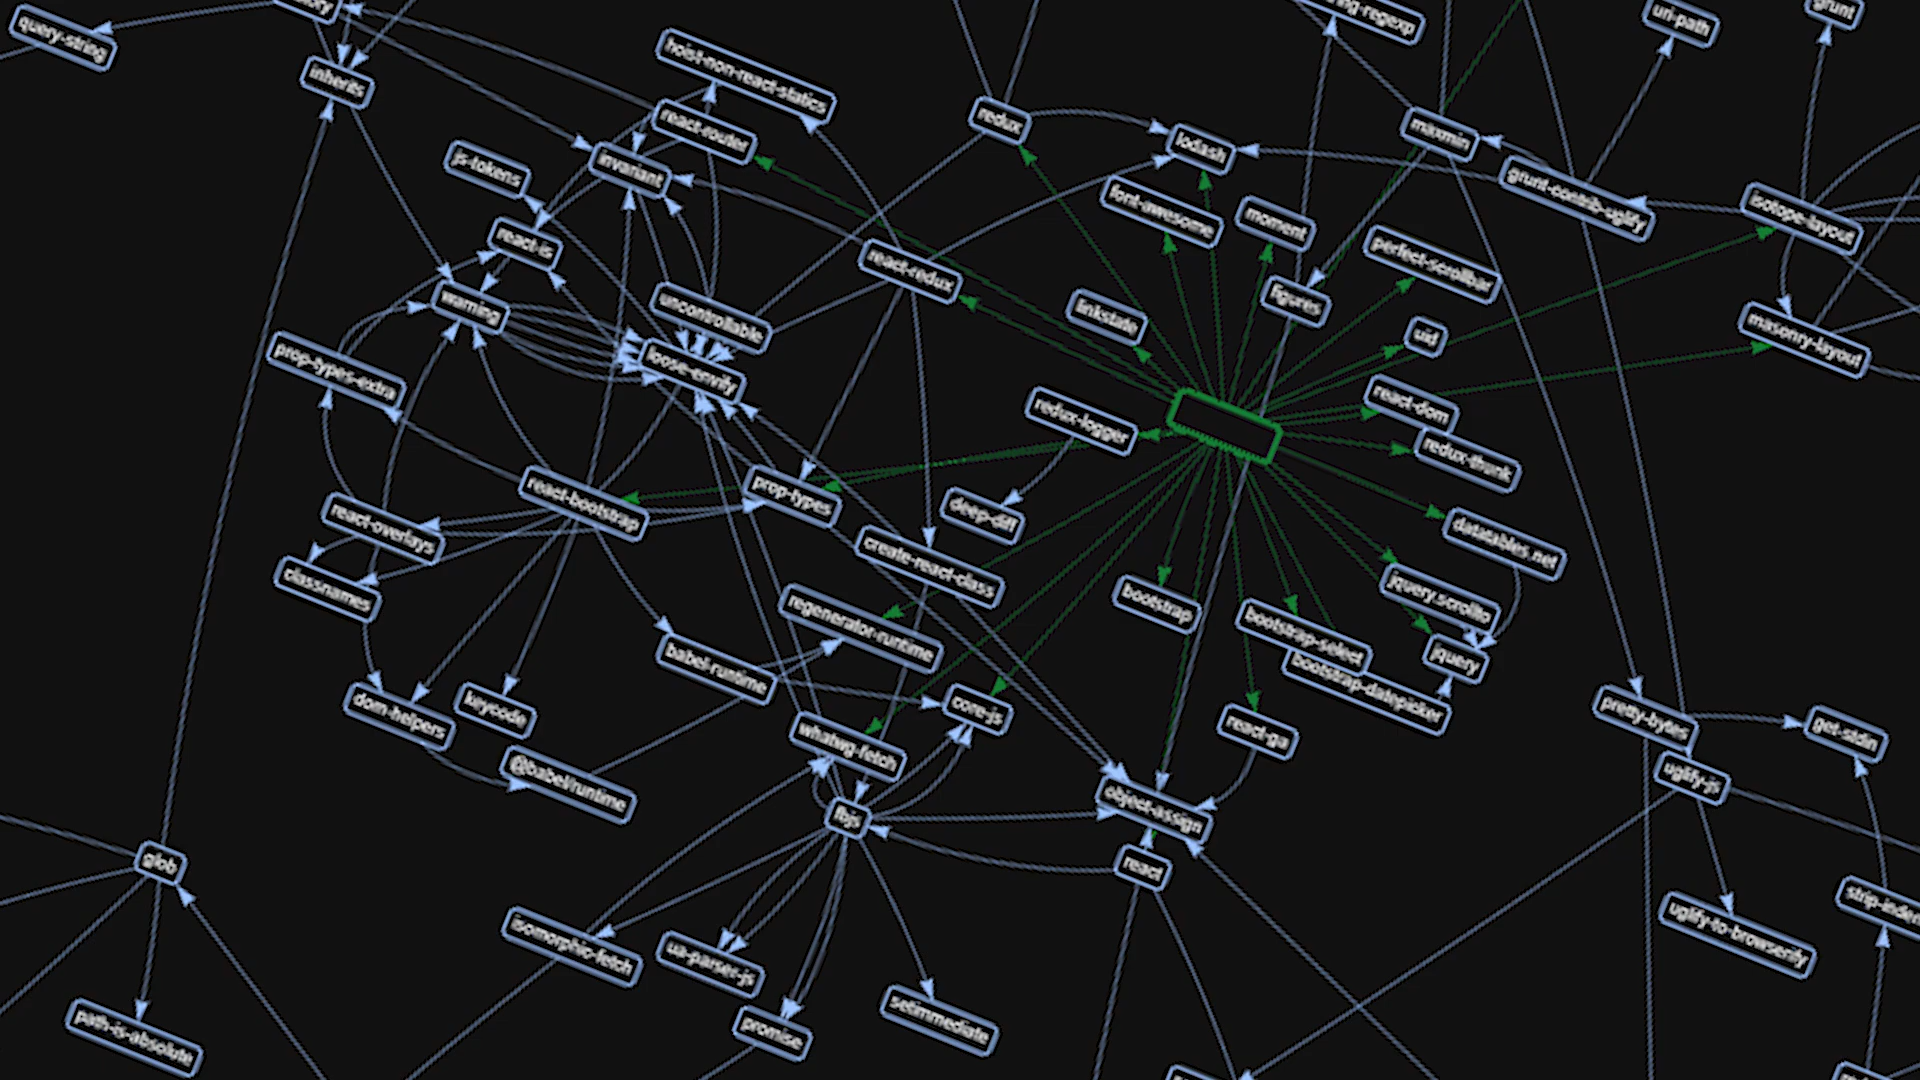 query-string
inherits
hoist-non-react-statics
react-router
js-tokens
invariant
react-is
warning
uncontrollable
loose-envify
prop-types-extra
react-redux
redux
lodash
font-awesome
moment
perfect-scrollbar
figures
linkstate
uid
maxmin
grunt-contrib-uglify
uri-path
grunt
isotope-layout
masonry-layout
react-dom
redux-thunk
redux-logger
deep-diff
prop-types
react-bootstrap
react-overlays
classnames
create-react-class
regenerator-runtime
babel-runtime
core-js
dom-helpers
keycode
@babel/runtime
whatwg-fetch
fbjs
bootstrap
bootstrap-select
bootstrap-datepicker
datatables.net
jquery.scrollto
jquery
react-ga
object-assign
react
pretty-bytes
get-stdin
uglify-js
uglify-to-browserify
glob
path-is-absolute
isomorphic-fetch
ua-parser-js
promise
setimmediate